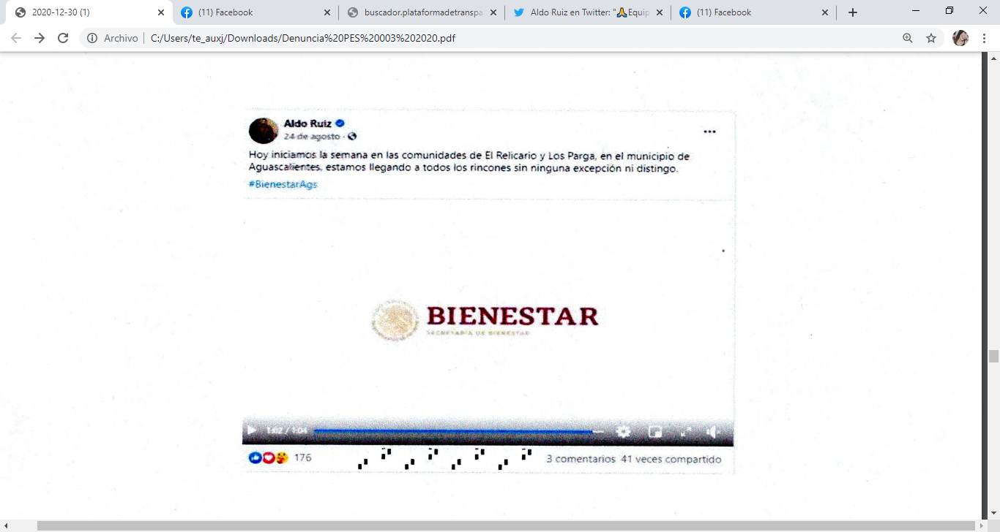 2020-12-30 (1)
(11) Facebook
buscador.plataformadetranspa
Aldo Ruiz en Twitter: "🙏Equip
(11) Facebook
Archivo
C:/Users/te_auxj/Downloads/Denuncia%20PES%20003%202020.pdf
Aldo Ruiz
24 de agosto ·
Hoy iniciamos la semana en las comunidades de El Relicario y Los Parga, en el municipio de
Aguascalientes, estamos llegando a todos los rincones sin ninguna excepción ni distingo.
#BienestarAgs
BIENESTAR
SECRETARÍA DE BIENESTAR
1:02 / 1:04
176
3 comentarios 41 veces compartido